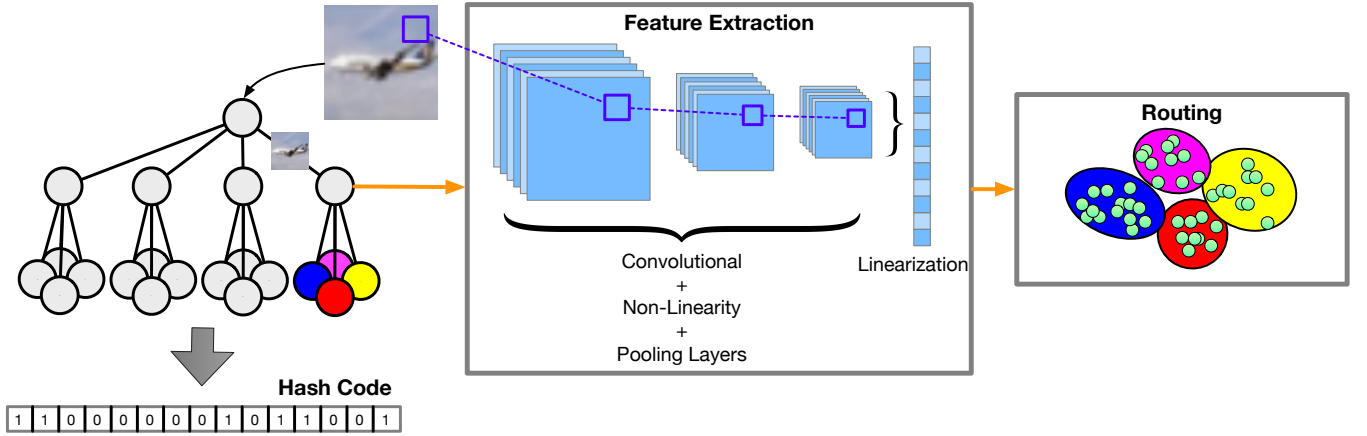 Feature Extraction
Routing
Convolutional
+
Non-Linearity
+
Pooling Layers
Linearization
Hash Code
1 1 0 0 0 0 0 0 1 0 1 1 0 0 1